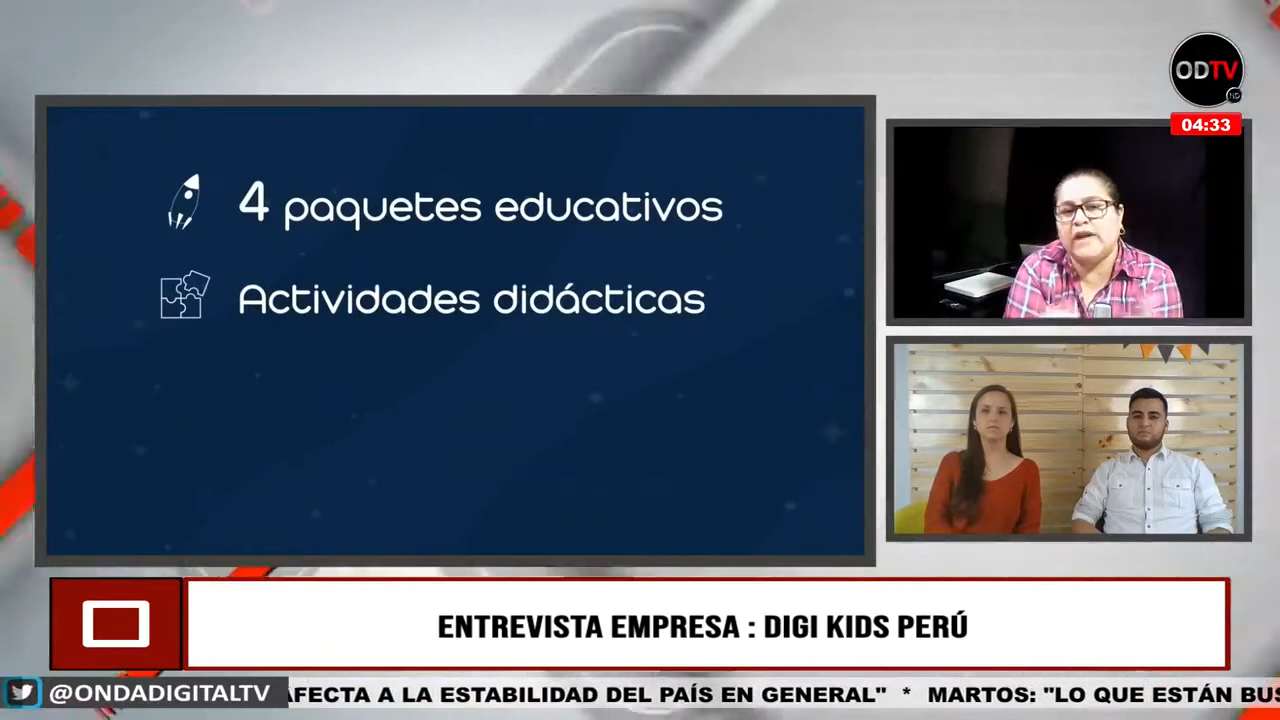 ODTV
HD
04:33
4 paquetes educativos
Actividades didácticas
ENTREVISTA EMPRESA : DIGI KIDS PERÚ
@ONDADIGITALTV
AFECTA A LA ESTABILIDAD DEL PAÍS EN GENERAL" * MARTOS: "LO QUE ESTÁN BUS